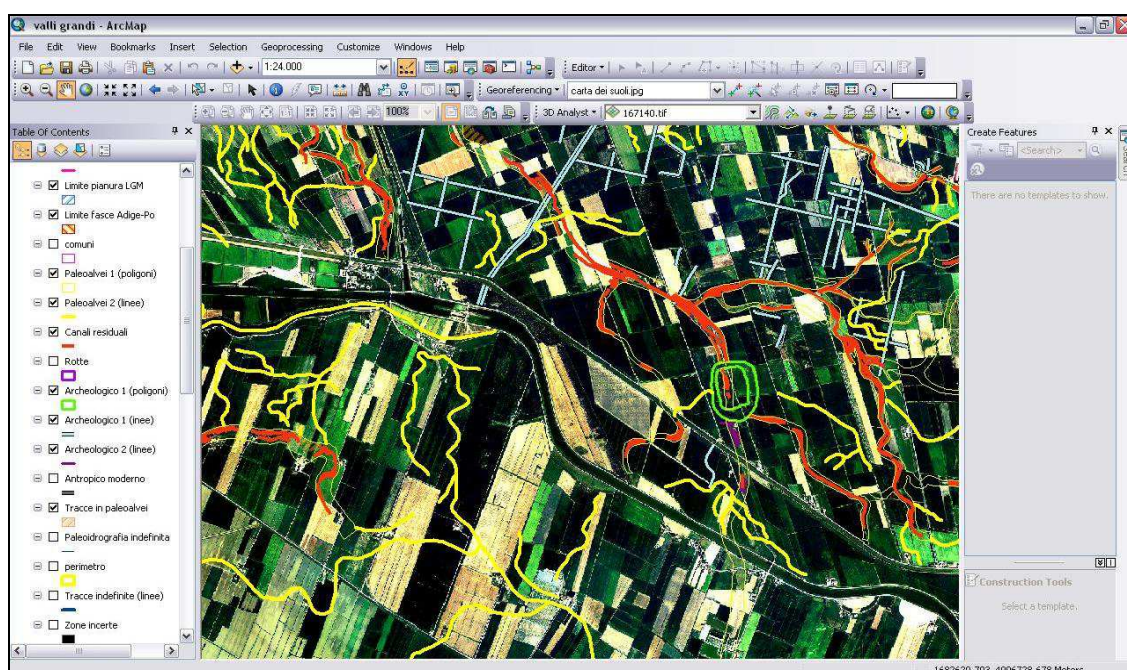 valli grandi - ArcMap
File Edit View Bookmarks Insert Selection Geoprocessing Customize Windows Help
1:24.000
Editor
Georeferencing
carta dei suoli.jpg
100%
3D Analyst
167140.tif
Table Of Contents
Limite pianura LGM
Limite fasce Adige-Po
comuni
Paleoalvei 1 (poligoni)
Paleoalvei 2 (linee)
Canali residuali
Rotte
Archeologico 1 (poligoni)
Archeologico 1 (inee)
Archeologico 2 (linee)
Antropico moderno
Tracce in paleoalvei
Paleoidrografia indefinita
perimetro
Tracce indefinite (linee)
Zone incerte
Create Features
<Search>
There are no templates to show.
Construction Tools
Select a template.